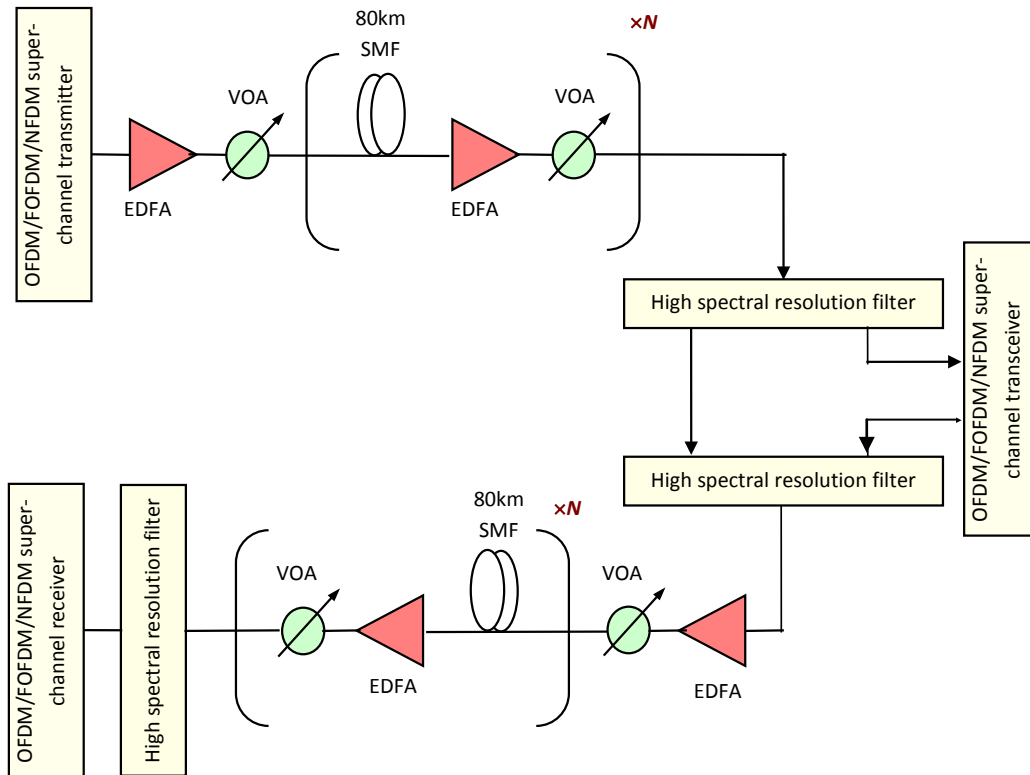 OFDM/FOFDM/NFDM super-
channel transmitter
EDFA
VOA
80km
SMF
EDFA
VOA
×N
High spectral resolution filter
OFDM/FOFDM/NFDM super-
channel transceiver
High spectral resolution filter
OFDM/FOFDM/NFDM super-
channel receiver
High spectral resolution filter
VOA
EDFA
80km
SMF
×N
VOA
EDFA